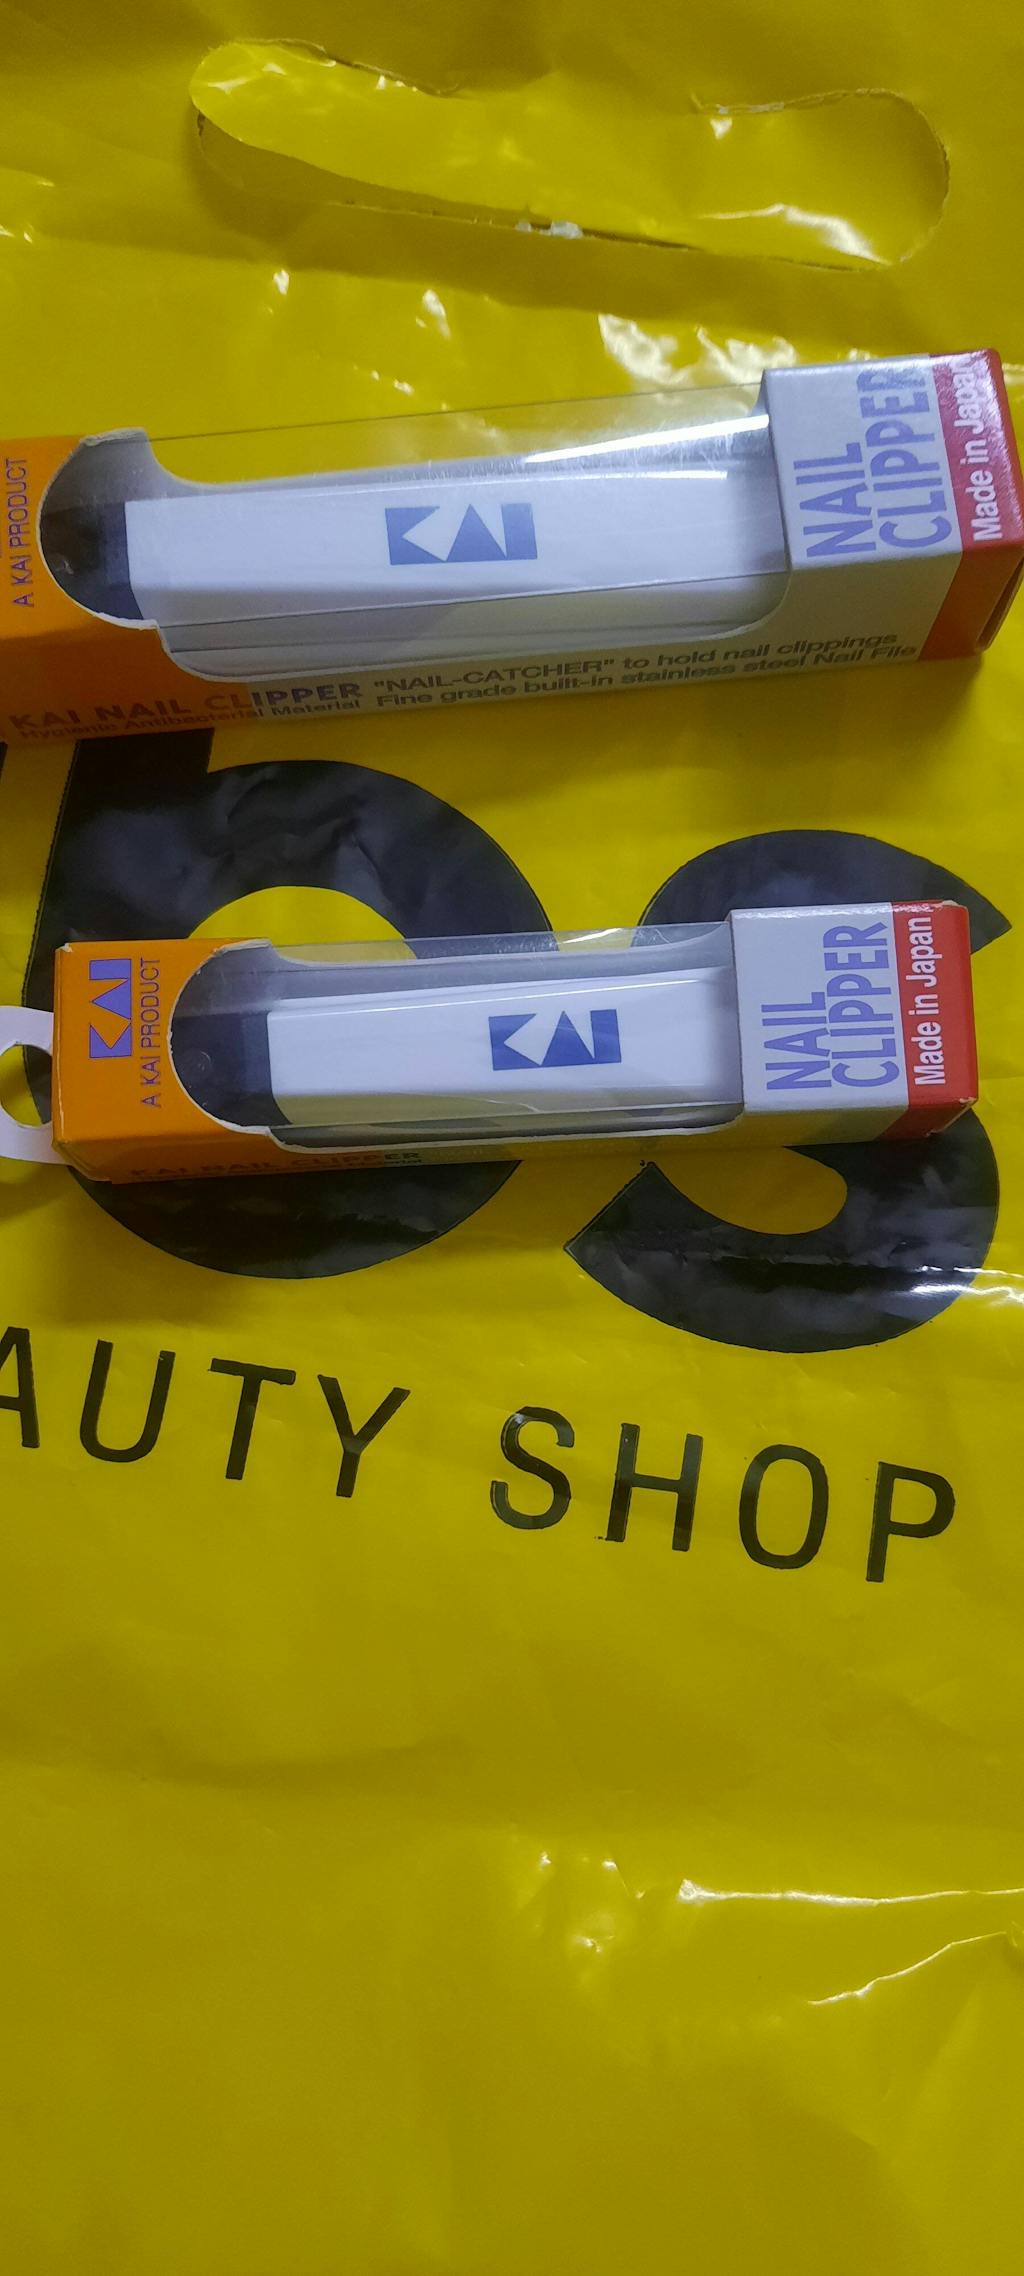 A KAI PRODUCT
KAI
NAIL
CLIPPER
Made in Japan
KAI NAIL CLIPPER "NAIL-CATCHER" to hold nail clippings
Hygienic Antibacterial Material Fine grade built-in stainless steel Nail File
KAI
A KAI PRODUCT
KAI
NAIL
CLIPPER
Made in Japan
KAI NAIL CLIPPER
AUTY SHOP